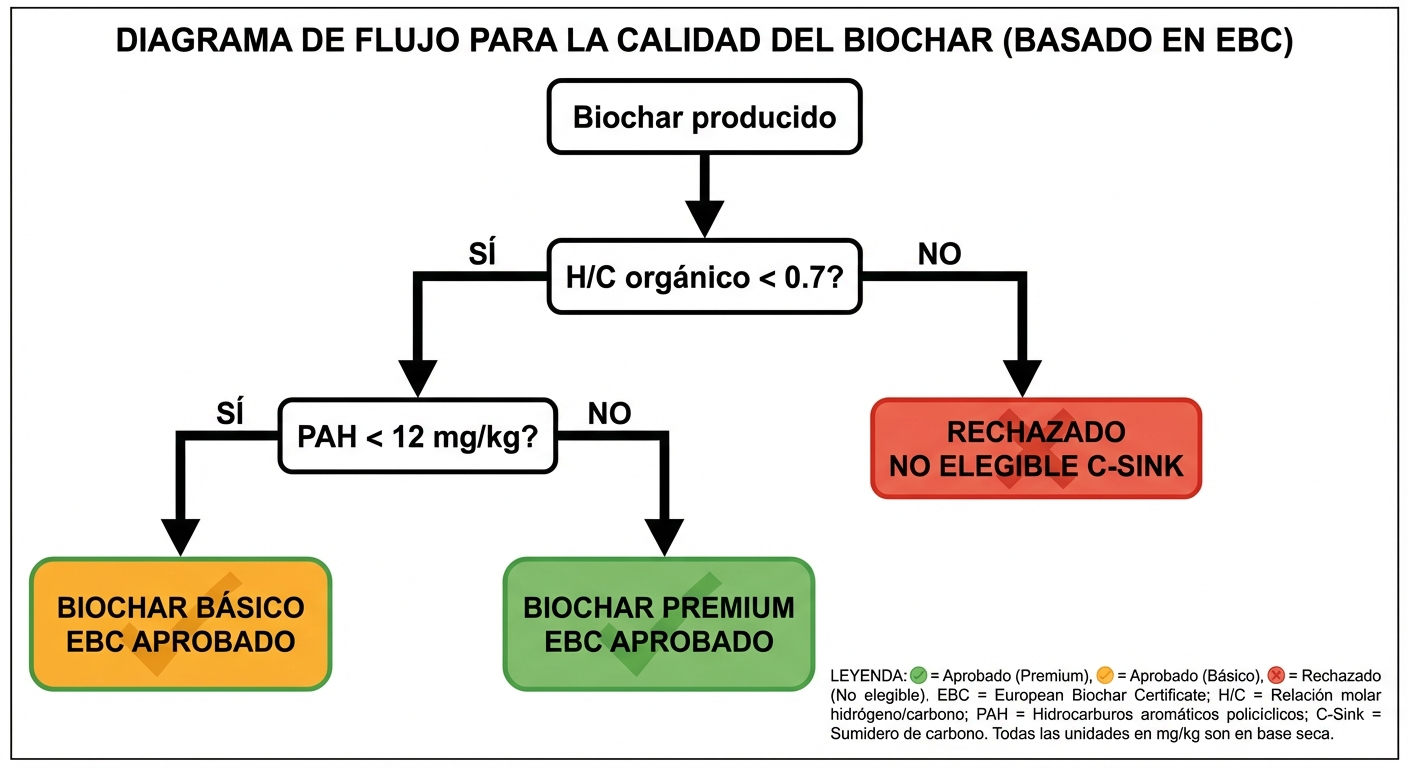 DIAGRAMA DE FLUJO PARA LA CALIDAD DEL BIOCHAR (BASADO EN EBC)
Biochar producido
SÍ
NO
H/C orgánico < 0.7?
SÍ
NO
PAH < 12 mg/kg?
RECHAZADO
NO ELEGIBLE C-SINK
BIOCHAR BÁSICO
EBC APROBADO
BIOCHAR PREMIUM
EBC APROBADO
LEYENDA: ✓ = Aprobado (Premium), ✓ = Aprobado (Básico), ✗ = Rechazado
(No elegible). EBC = European Biochar Certificate; H/C = Relación molar
hidrógeno/carbono; PAH = Hidrocarburos aromáticos policíclicos; C-Sink =
Sumidero de carbono. Todas las unidades en mg/kg son en base seca.